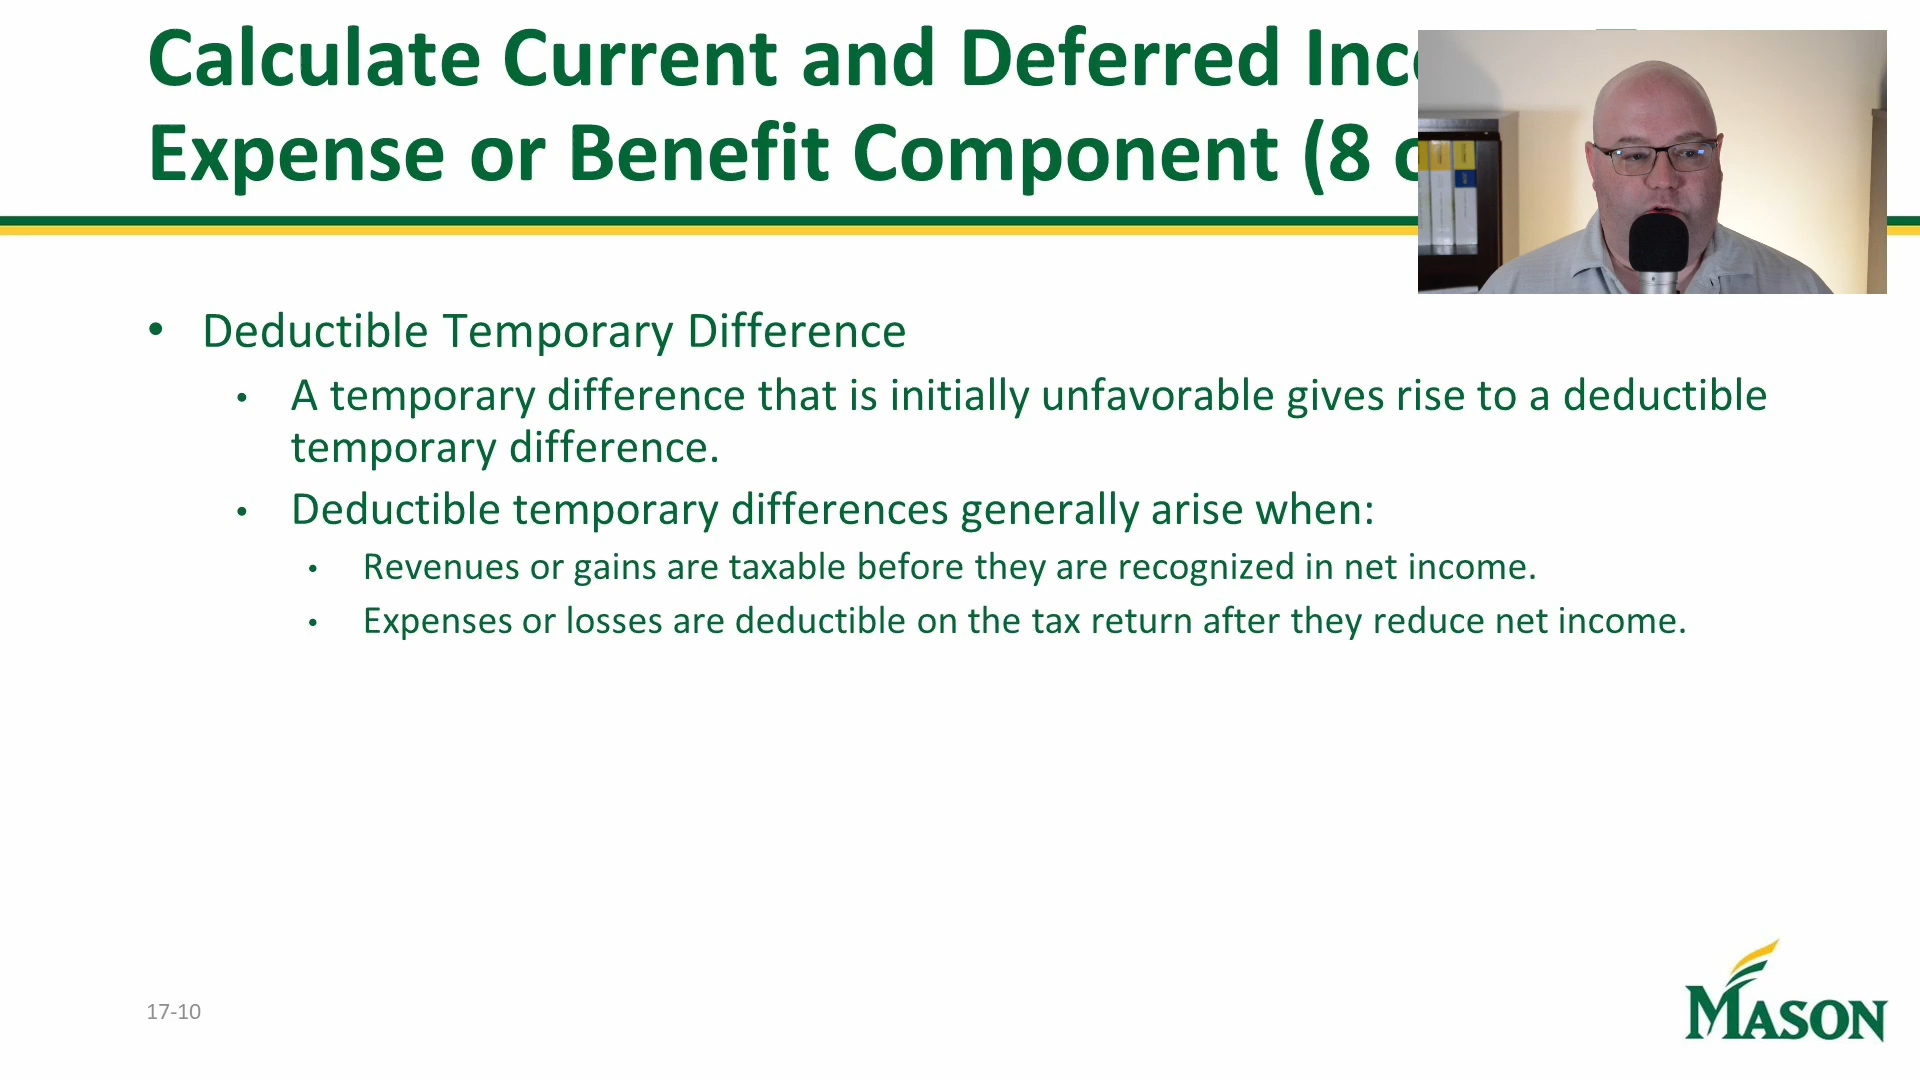 Calculate Current and Deferred
Expense or Benefit Component (8
• Deductible Temporary Difference
• A temporary difference that is initially unfavorable gives rise to a deductible
temporary difference.
• Deductible temporary differences generally arise when:
• Revenues or gains are taxable before they are recognized in net income.
• Expenses or losses are deductible on the tax return after they reduce net income.
17-10
MASON